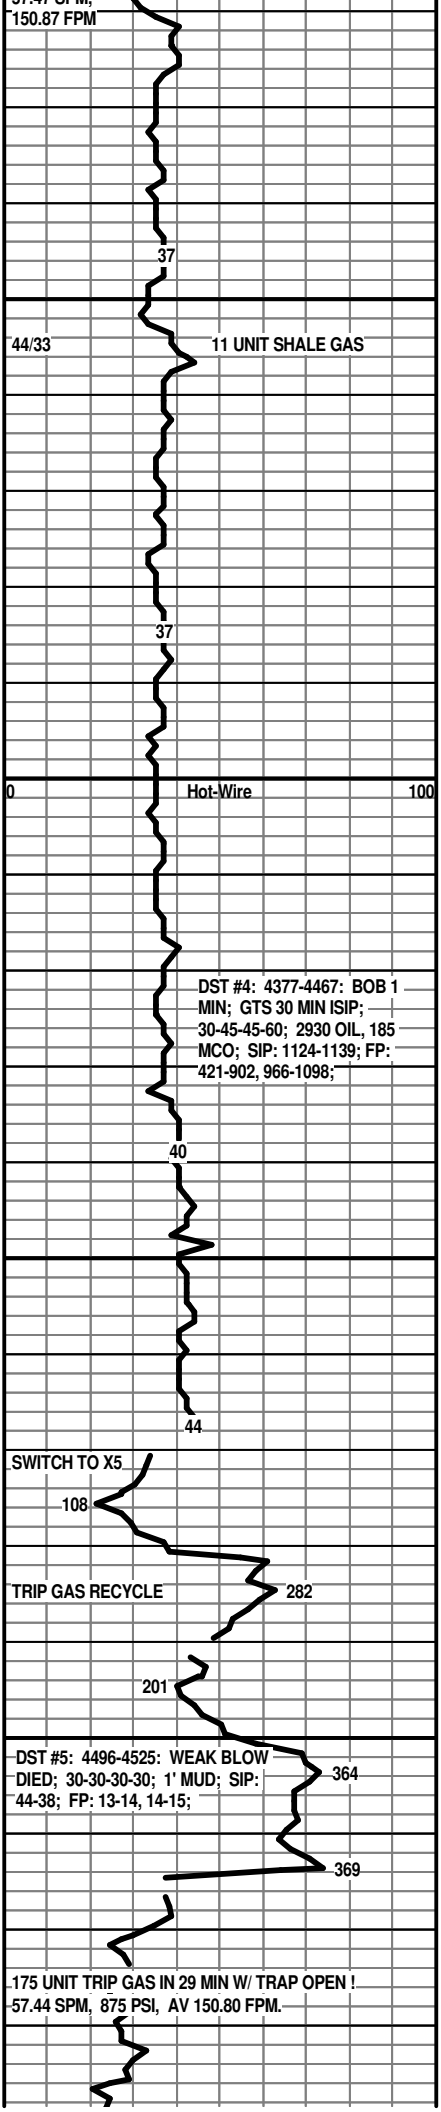 150.87 FPM
37
44/33 11 UNIT SHALE GAS
37
0 Hot-Wire 100
DST #4: 4377-4467: BOB 1
MIN; GTS 30 MIN ISIP;
30-45-45-60; 2930 OIL, 185
MCO; SIP: 1124-1139; FP:
421-902, 966-1098;
40
44
SWITCH TO X5
108
TRIP GAS RECYCLE 282
201
DST #5: 4496-4525: WEAK BLOW
DIED; 30-30-30-30; 1' MUD; SIP:
44-38; FP: 13-14, 14-15;
364
369
175 UNIT TRIP GAS IN 29 MIN W/ TRAP OPEN !
57.44 SPM, 875 PSI, AV 150.80 FPM.